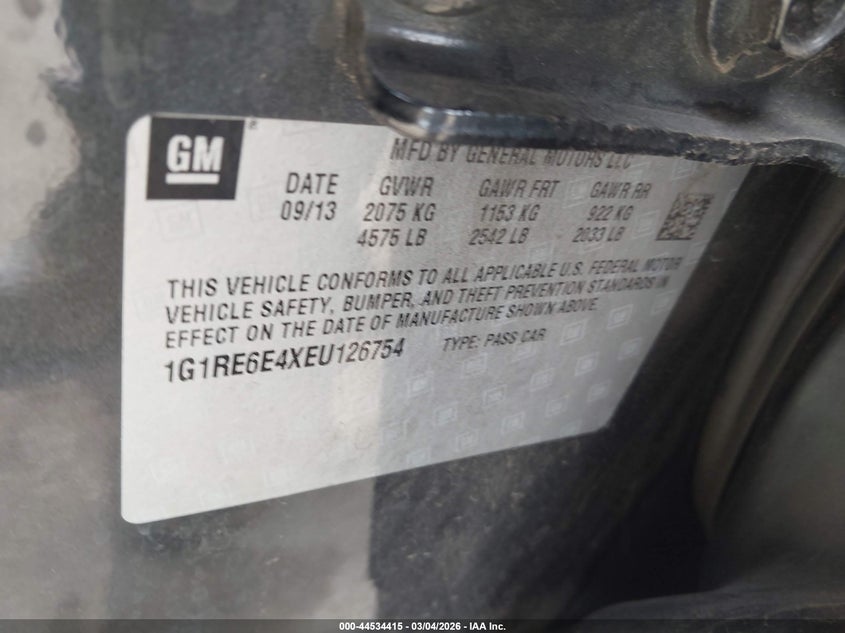 GM®
MFD BY GENERAL MOTORS LLC
DATE GVWR GAWR FRT GAWR RR
09/13 2075 KG 1153 KG 922 KG
4575 LB 2542 LB 2033 LB
THIS VEHICLE CONFORMS TO ALL APPLICABLE U.S. FEDERAL MOTOR
VEHICLE SAFETY, BUMPER, AND THEFT PREVENTION STANDARDS IN
EFFECT ON THE DATE OF MANUFACTURE SHOWN ABOVE.
1G1RE6E4XEU126754 TYPE: PASS CAR
000-44534415 - 03/04/2026 - IAA Inc.